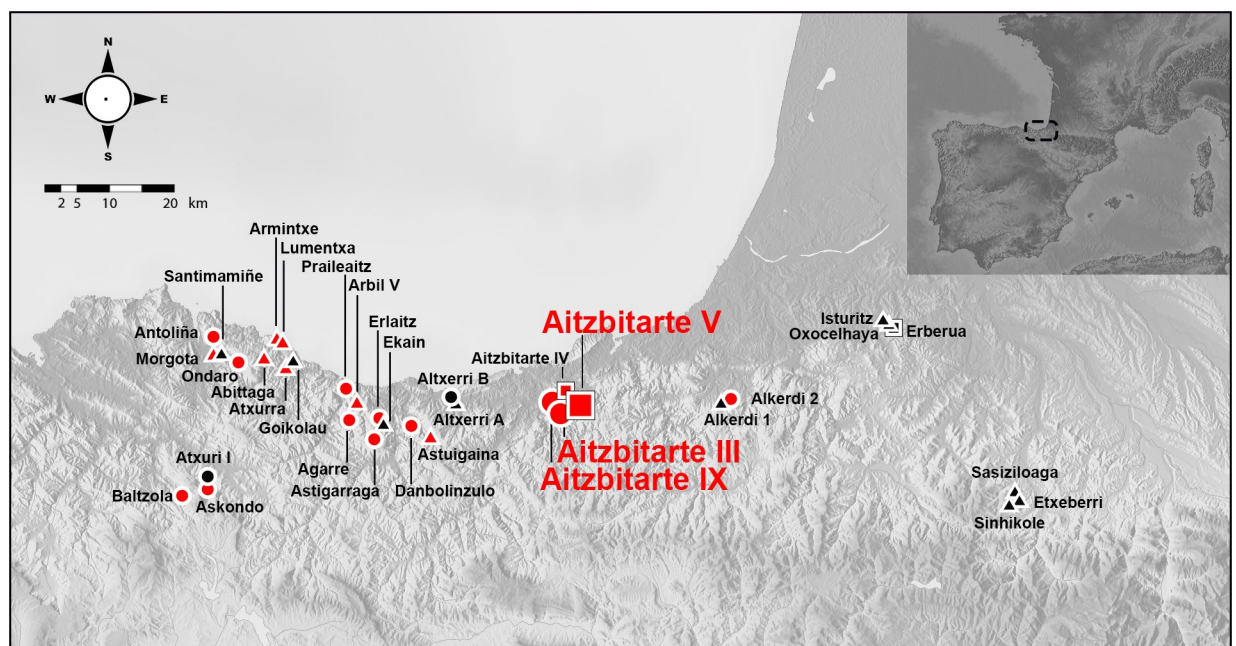 N
W E
S
2 5 10 20 km
Armintxe
Lumentxa
Santimamiñe
Praileaitz
Arbil V
Erlaitz
Ekain
Antoliña
Morgota
Ondaro
Abittaga
Atxurra
Goikolau
Altxerri B
Altxerri A
Aitzbitarte V
Aitzbitarte IV
Isturitz
Oxocelhaya
Erberua
Alkerdi 2
Alkerdi 1
Agarre
Astigarraga
Astuigaina
Danbolinzulo
Aitzbitarte III
Aitzbitarte IX
Atxuri I
Baltzola
Askondo
Sasiziloaga
Etxeberri
Sinhikole